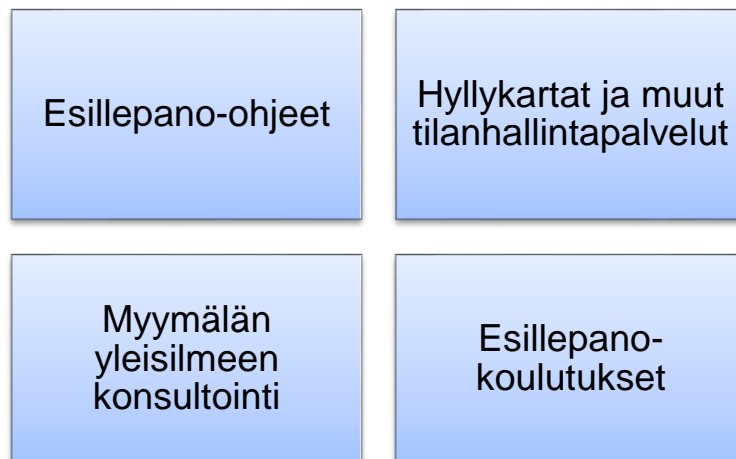 Esillepano-ohjeet
Hyllykartat ja muut
tilanhallintapalvelut
Myymälän
yleisilmeen
konsultointi
Esillepano-
koulutukset